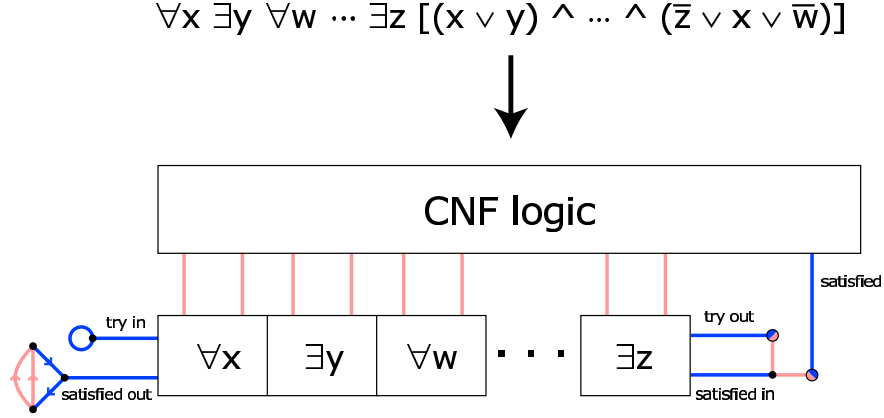 ∀x ∃y ∀w ··· ∃z [(x ∨ y) ^ ... ^ (z̅ ∨ x ∨ w̅)]
CNF logic
satisfied
try in
try out
∀x ∃y ∀w · · · ∃z
satisfied out
satisfied in